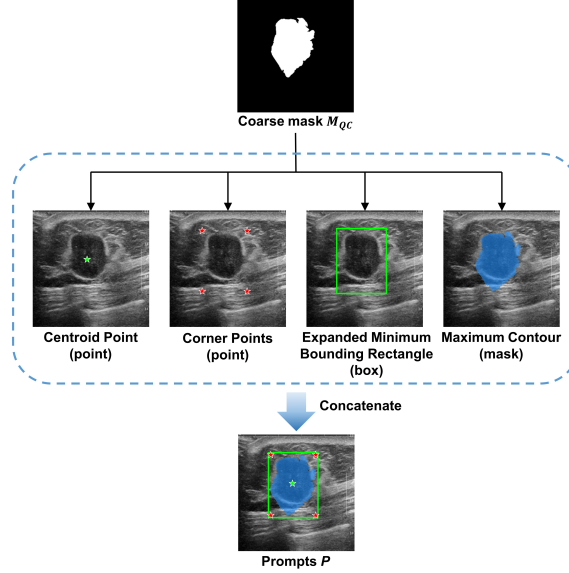 Coarse mask M_QC
Centroid Point
(point)
Corner Points
(point)
Expanded Minimum
Bounding Rectangle
(box)
Maximum Contour
(mask)
Concatenate
Prompts P